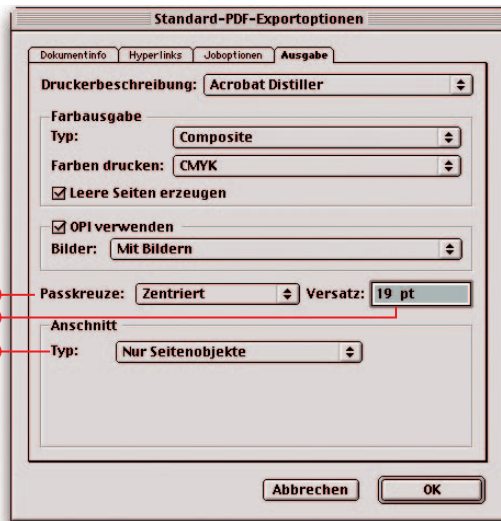 Standard-PDF-Exportoptionen
Dokumentinfo Hyperlinks Joboptionen Ausgabe
Druckerbeschreibung: Acrobat Distiller
Farbausgabe
Typ: Composite
Farben drucken: CMYK
Leere Seiten erzeugen
OPI verwenden
Bilder: Mit Bildern
Passkreuze: Zentriert Versatz: 19 pt
Anschnitt
Typ: Nur Seitenobjekte
Abbrechen OK